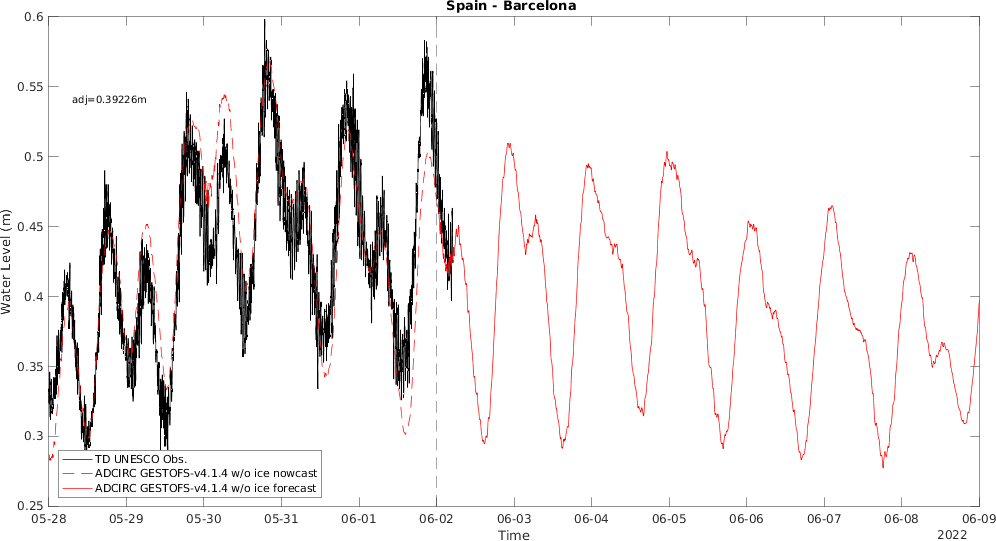 Spain - Barcelona
0.6
0.55
adj=0.39226m
0.5
0.45
Water Level (m)
0.4
0.35
0.3
TD UNESCO Obs.
ADCIRC GESTOFS-v4.1.4 w/o ice nowcast
ADCIRC GESTOFS-v4.1.4 w/o ice forecast
0.25
05-28 05-29 05-30 05-31 06-01 06-02 06-03 06-04 06-05 06-06 06-07 06-08 06-09
Time 2022